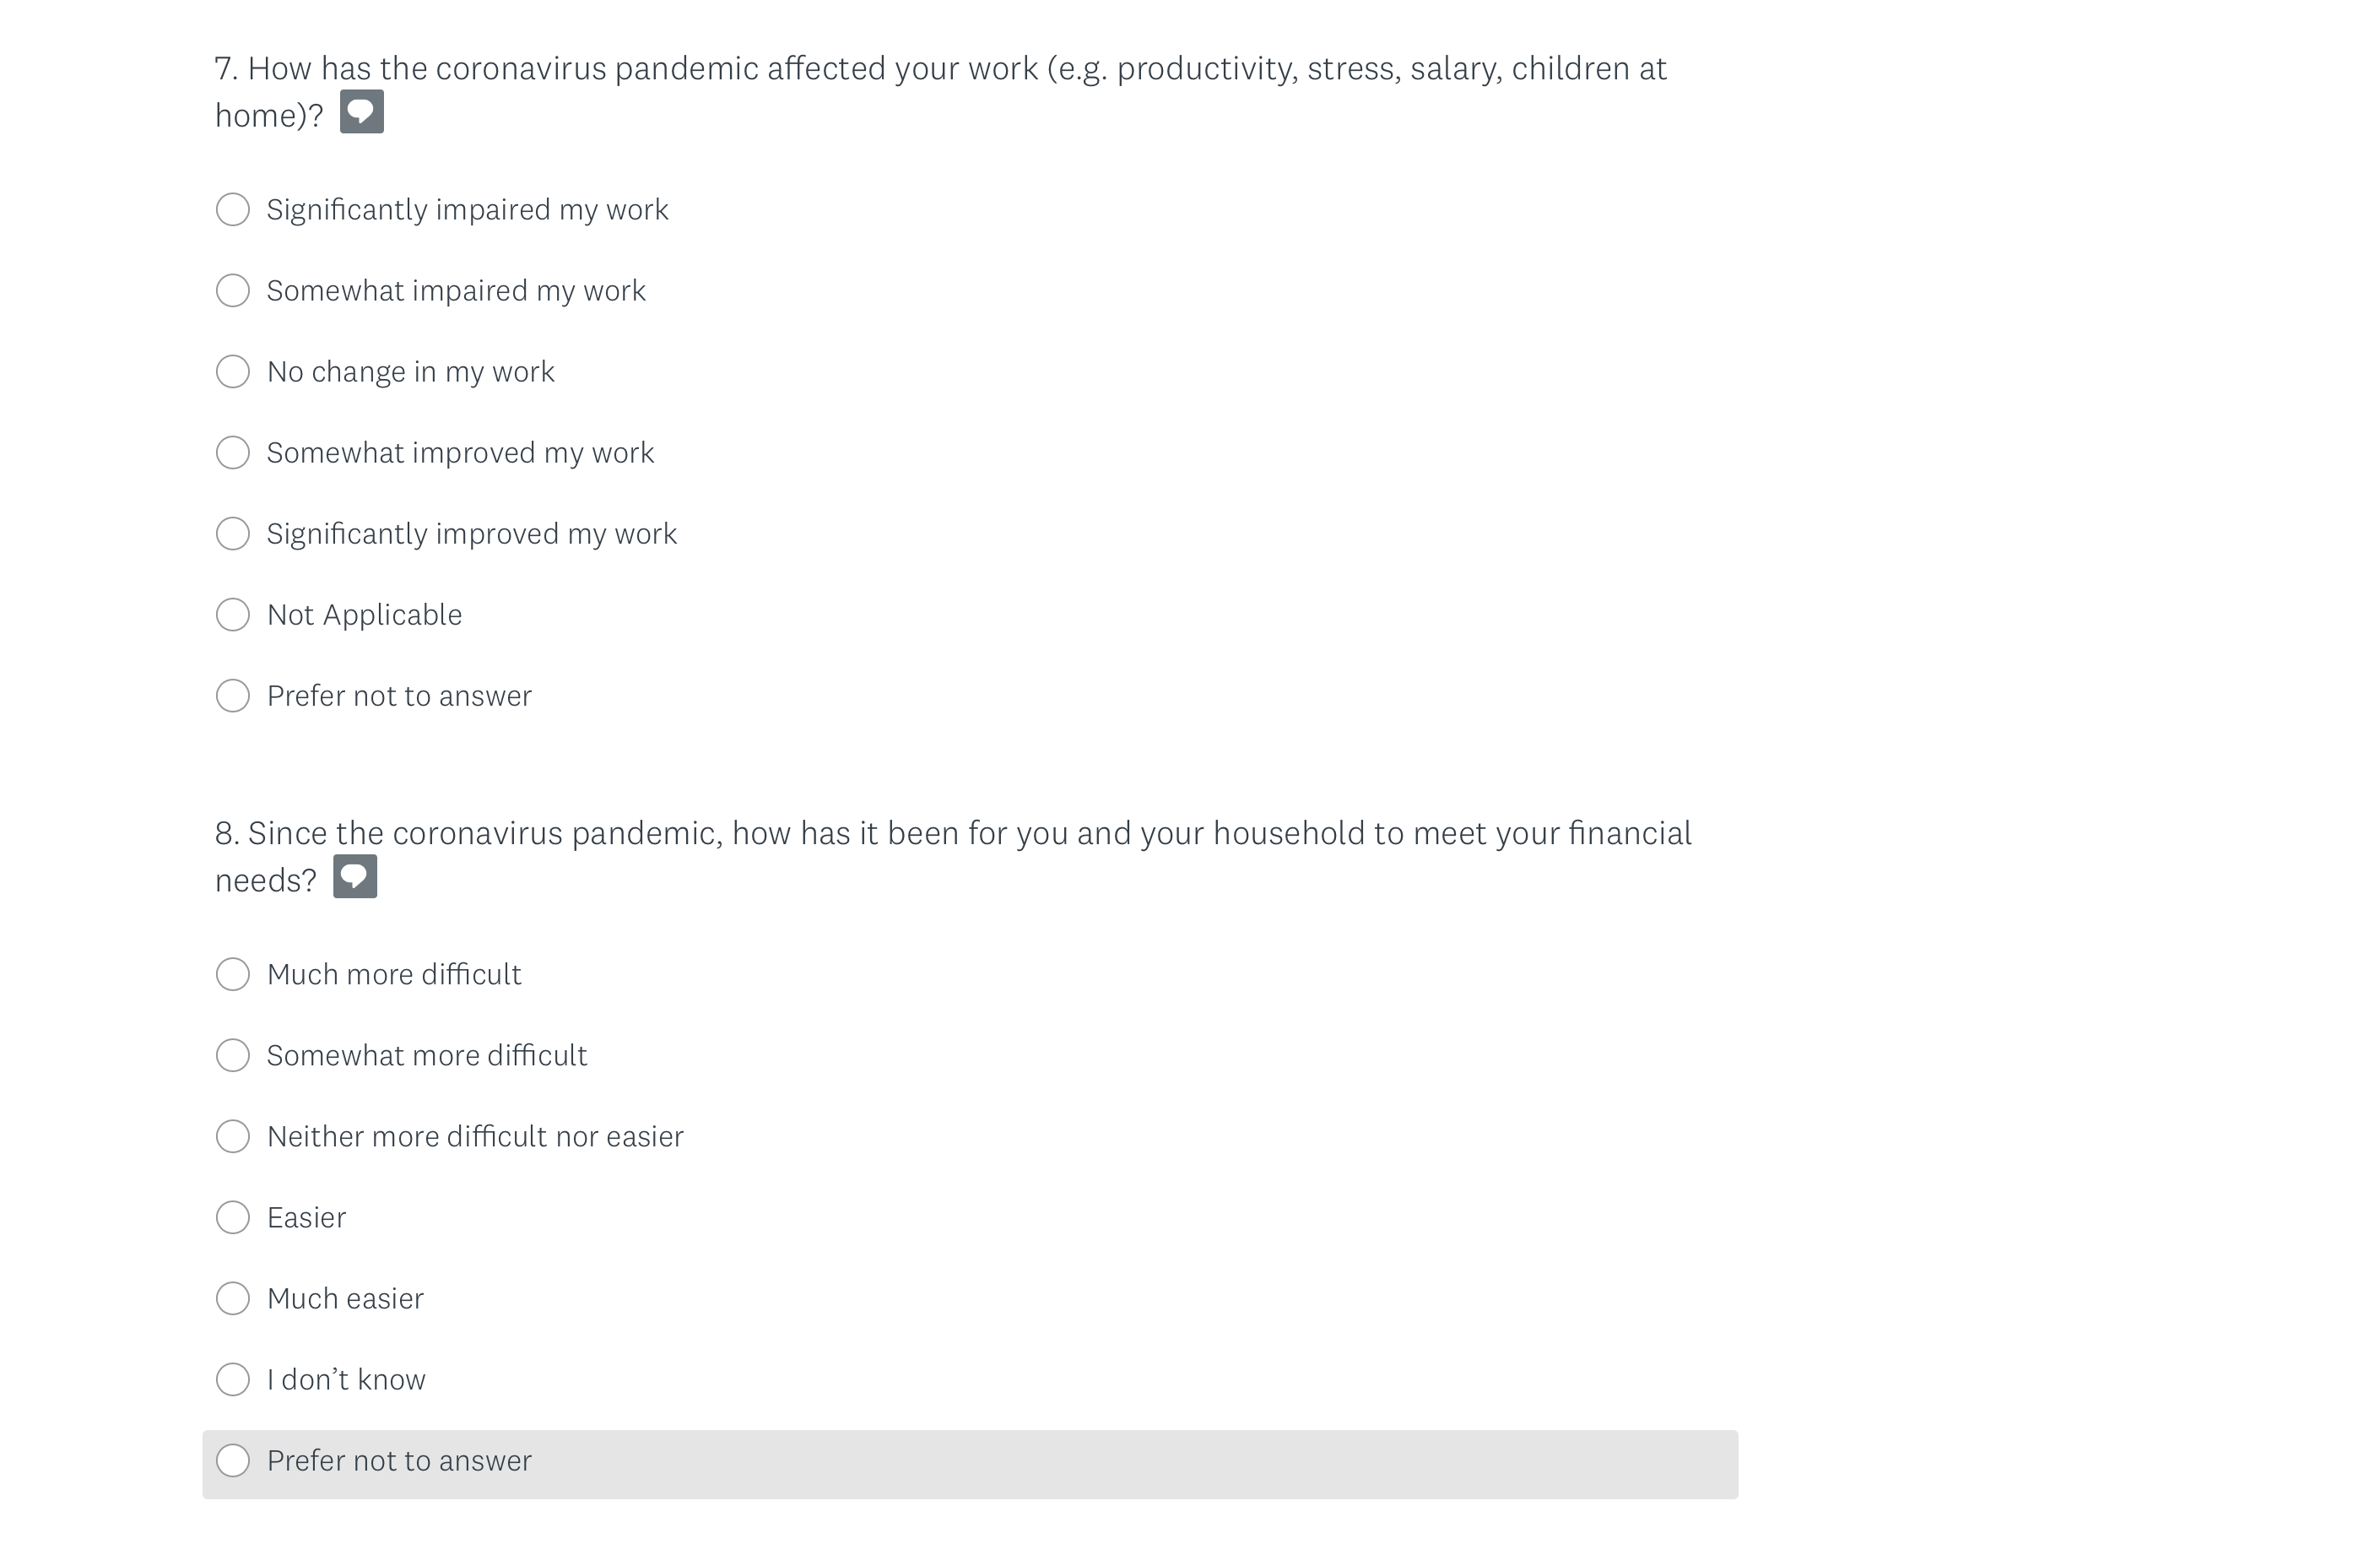 7. How has the coronavirus pandemic affected your work (e.g. productivity, stress, salary, children at
home)?
Significantly impaired my work
Somewhat impaired my work
No change in my work
Somewhat improved my work
Significantly improved my work
Not Applicable
Prefer not to answer
8. Since the coronavirus pandemic, how has it been for you and your household to meet your financial
needs?
Much more difficult
Somewhat more difficult
Neither more difficult nor easier
Easier
Much easier
I don’t know
Prefer not to answer